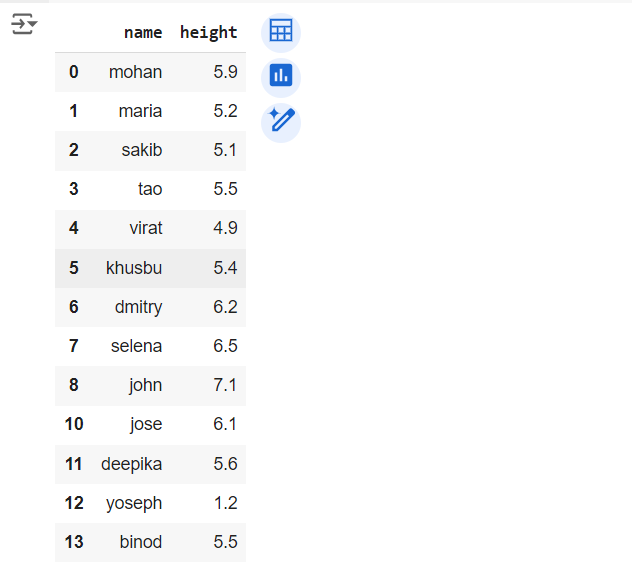 name height
0 mohan 5.9
1 maria 5.2
2 sakib 5.1
3 tao 5.5
4 virat 4.9
5 khusbu 5.4
6 dmitry 6.2
7 selena 6.5
8 john 7.1
10 jose 6.1
11 deepika 5.6
12 yoseph 1.2
13 binod 5.5